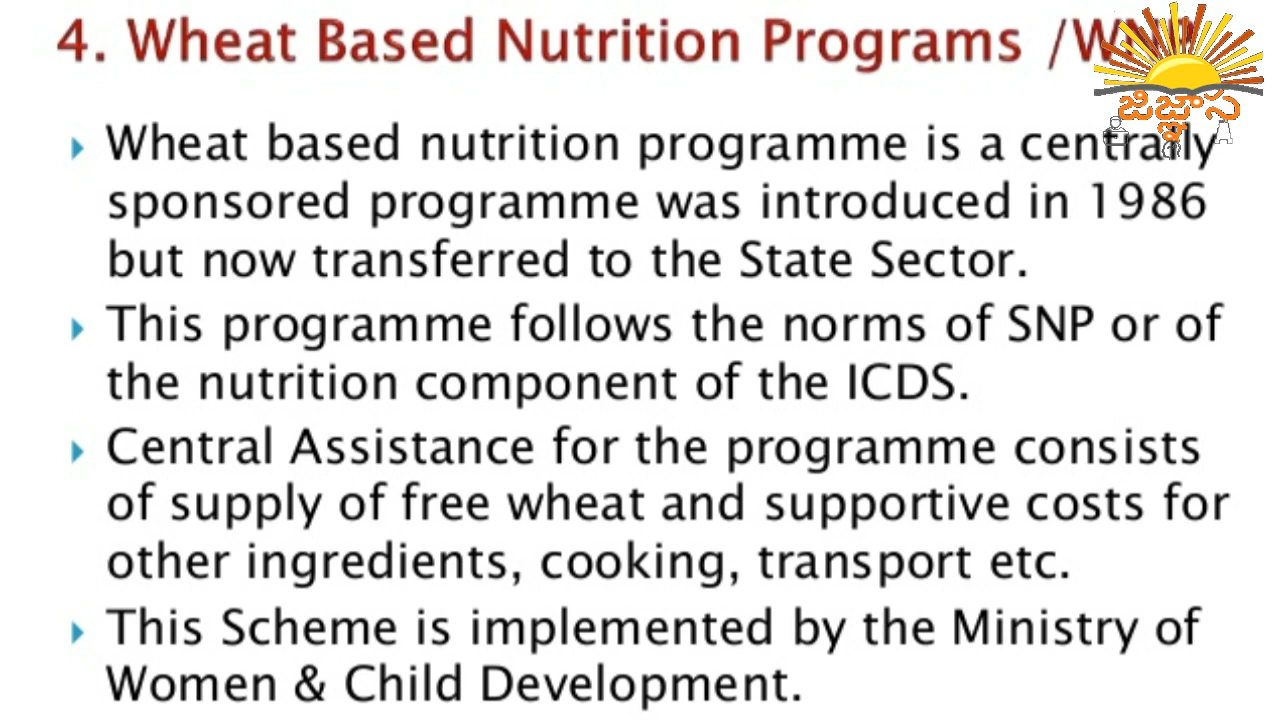 4. Wheat Based Nutrition Programs /WNP
ಜಿಜ್ಞಾಸ
Wheat based nutrition programme is a centrally
sponsored programme was introduced in 1986
but now transferred to the State Sector.
This programme follows the norms of SNP or of
the nutrition component of the ICDS.
Central Assistance for the programme consists
of supply of free wheat and supportive costs for
other ingredients, cooking, transport etc.
This Scheme is implemented by the Ministry of
Women & Child Development.